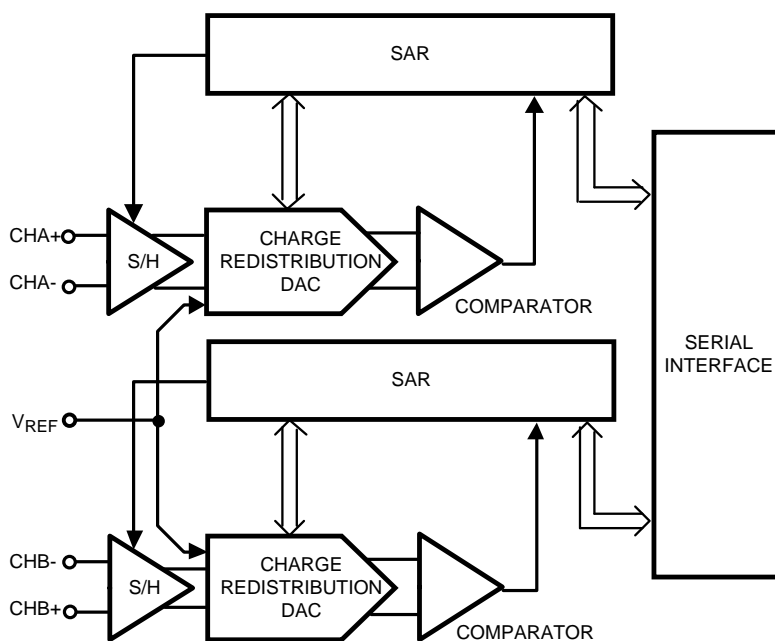 SAR
CHA+
CHA-
S/H
CHARGE
REDISTRIBUTION
DAC
COMPARATOR
SERIAL
INTERFACE
SAR
VREF
CHB-
CHB+
S/H
CHARGE
REDISTRIBUTION
DAC
COMPARATOR